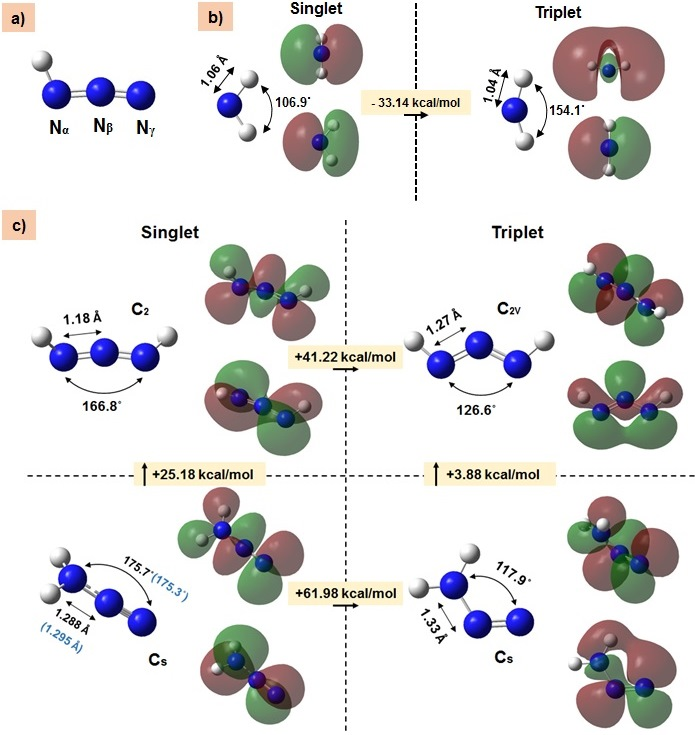 a)
Nα Nβ Nγ
b)
Singlet
Triplet
1.06 Å
106.9°
- 33.14 kcal/mol
1.04 Å
154.1°
c)
Singlet
Triplet
1.18 Å
C2
166.8°
+41.22 kcal/mol
1.27 Å
C2V
126.6°
+25.18 kcal/mol
+3.88 kcal/mol
175.7°(175.3°)
1.288 Å
(1.295 Å)
Cs
+61.98 kcal/mol
117.9°
1.33 Å
Cs